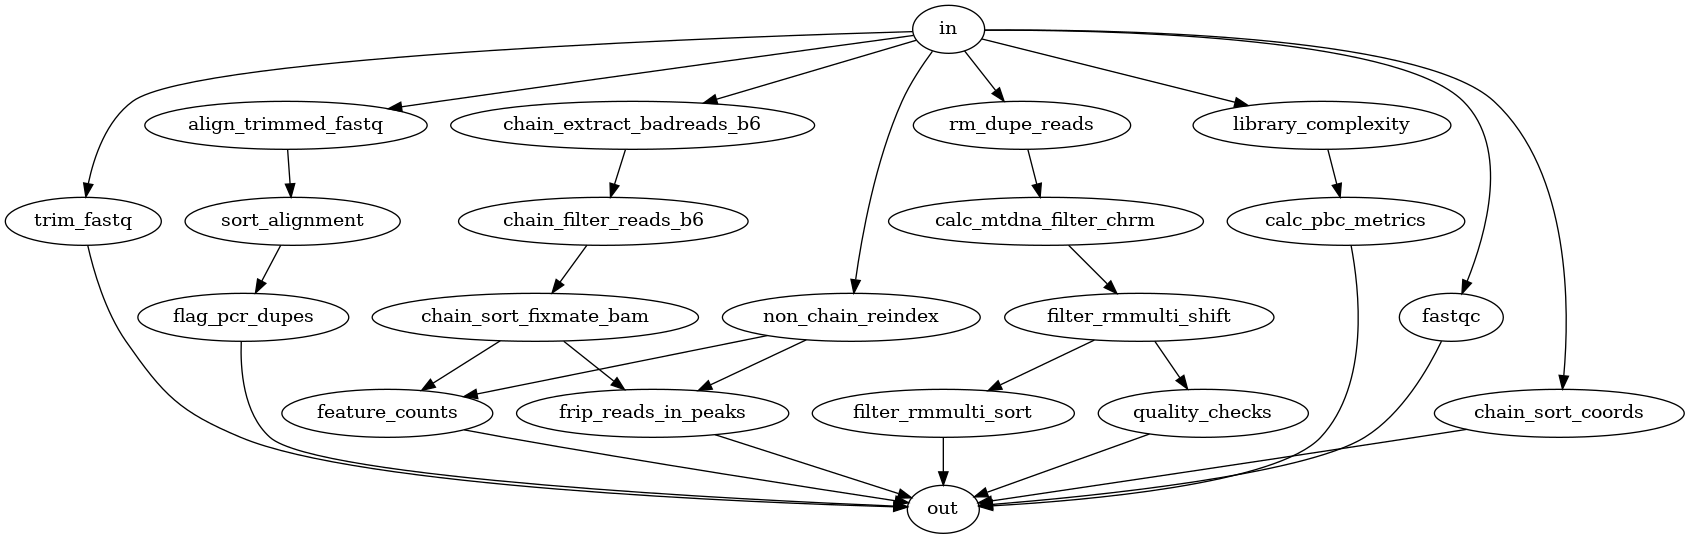 in
align_trimmed_fastq
chain_extract_badreads_b6
rm_dupe_reads
library_complexity
trim_fastq
sort_alignment
chain_filter_reads_b6
calc_mtdna_filter_chrm
calc_pbc_metrics
flag_pcr_dupes
chain_sort_fixmate_bam
non_chain_reindex
filter_rmmulti_shift
fastqc
feature_counts
frip_reads_in_peaks
filter_rmmulti_sort
quality_checks
chain_sort_coords
out